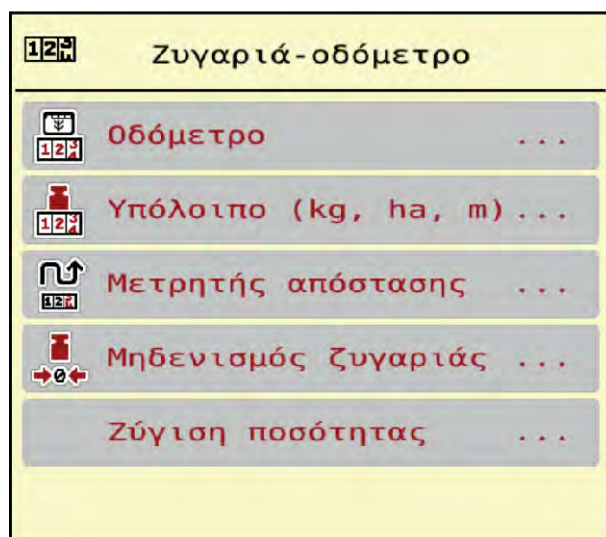 Ζυγαριά-οδόμετρο
Οδόμετρο ...
Υπόλοιπο (kg, ha, m)...
Μετρητής απόστασης ...
Μηδενισμός ζυγαριάς ...
Ζύγιση ποσότητας ...